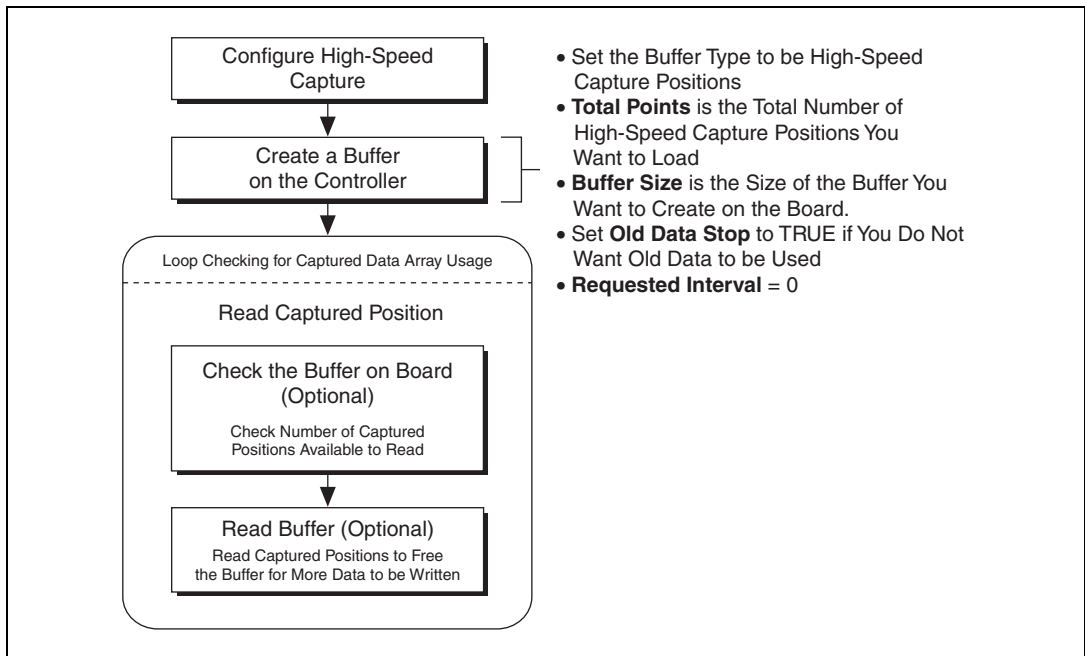 Configure High-Speed
Capture
Create a Buffer
on the Controller
• Set the Buffer Type to be High-Speed
Capture Positions
• Total Points is the Total Number of
High-Speed Capture Positions You
Want to Load
• Buffer Size is the Size of the Buffer You
Want to Create on the Board.
• Set Old Data Stop to TRUE if You Do Not
Want Old Data to be Used
• Requested Interval = 0
Loop Checking for Captured Data Array Usage
Read Captured Position
Check the Buffer on Board
(Optional)
Check Number of Captured
Positions Available to Read
Read Buffer (Optional)
Read Captured Positions to Free
the Buffer for More Data to be Written